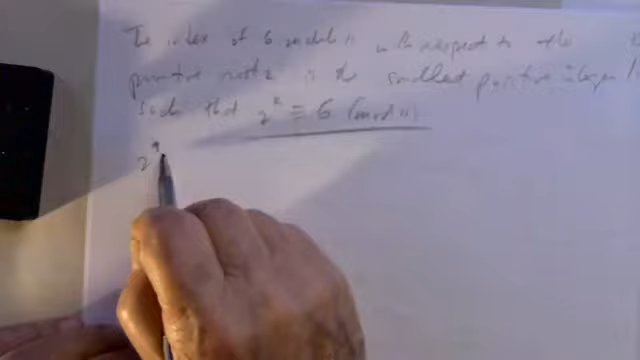 The index of 6 modulo 11 with respect to the
primitive root 2 is the smallest positive integer
such that 2^k ≡ 6 (mod 11)
2^9